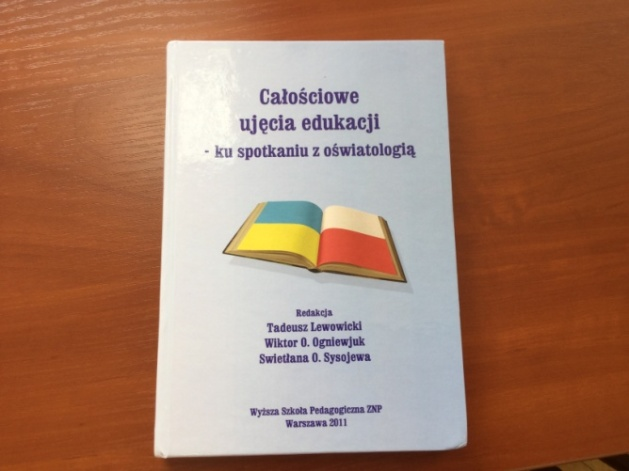 Całościowe
ujęcia edukacji
- ku spotkaniu z oświatologią
Redakcja
Tadeusz Lewowicki
Wiktor O. Ogniewjuk
Swietłana O. Sysojewa
Wyższa Szkoła Pedagogiczna ZNP
Warszawa 2011